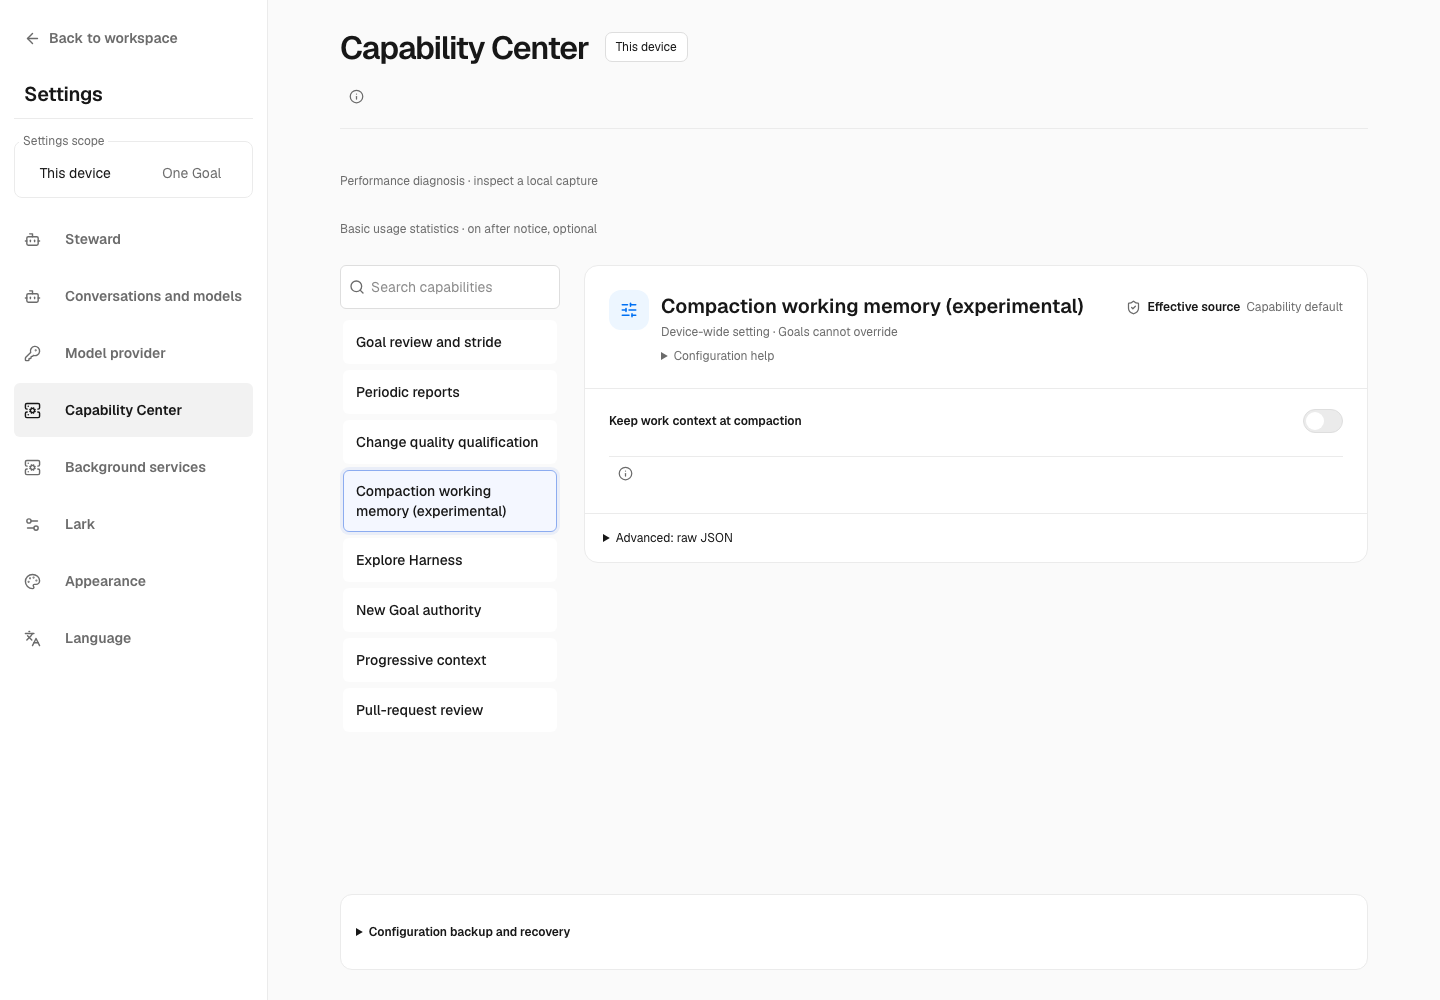 Back to workspace
Settings
Settings scope
This device
One Goal
Steward
Conversations and models
Model provider
Capability Center
Background services
Lark
Appearance
Language
Capability Center
This device
Performance diagnosis · inspect a local capture
Basic usage statistics · on after notice, optional
Search capabilities
Goal review and stride
Periodic reports
Change quality qualification
Compaction working
memory (experimental)
Explore Harness
New Goal authority
Progressive context
Pull-request review
Compaction working memory (experimental)
Effective source Capability default
Device-wide setting · Goals cannot override
Configuration help
Keep work context at compaction
Advanced: raw JSON
Configuration backup and recovery